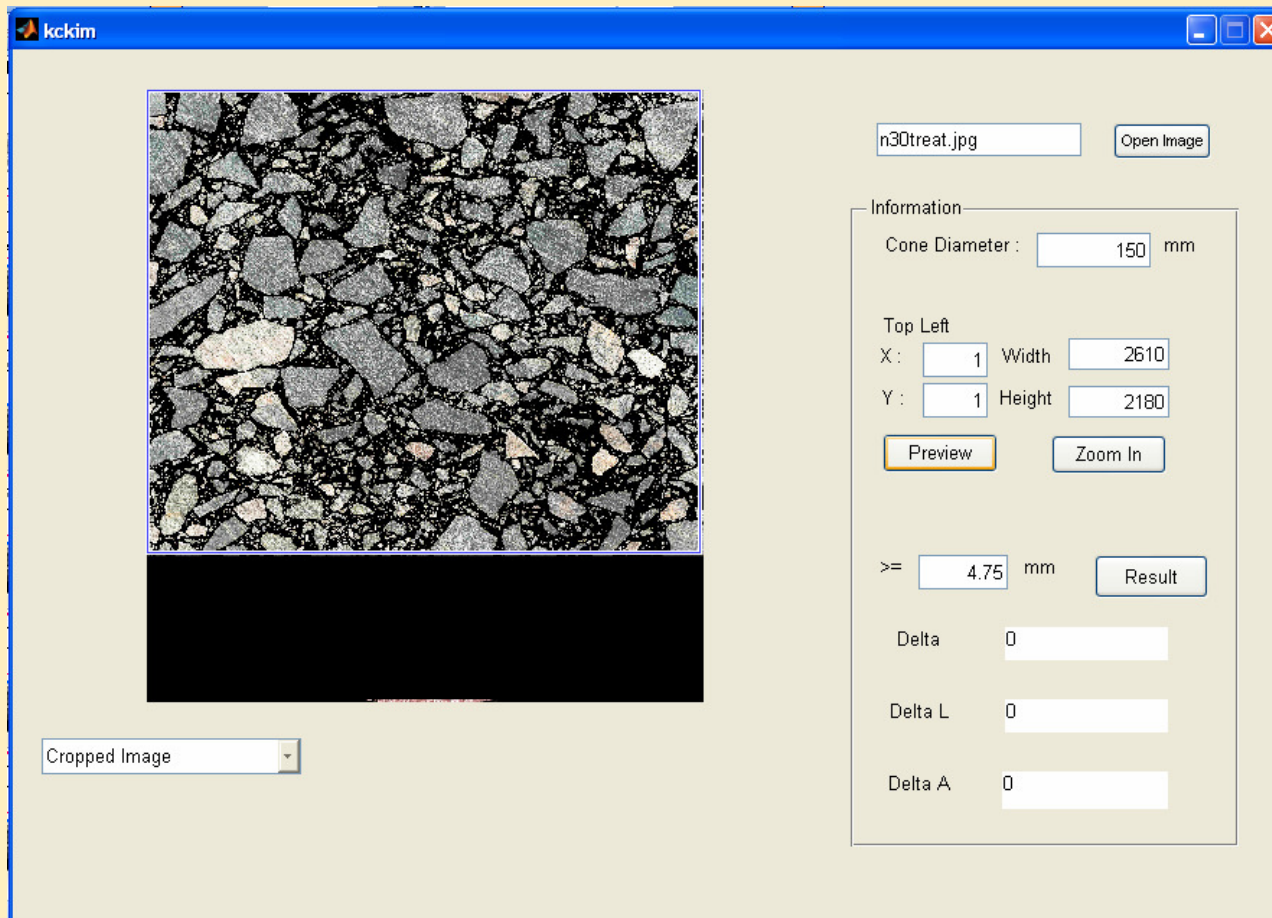 kckim
n30treat.jpg Open Image
Information
Cone Diameter : 150 mm
Top Left
X : 1 Width 2610
Y : 1 Height 2180
Preview Zoom In
>= 4.75 mm Result
Delta 0
Delta L 0
Delta A 0
Cropped Image